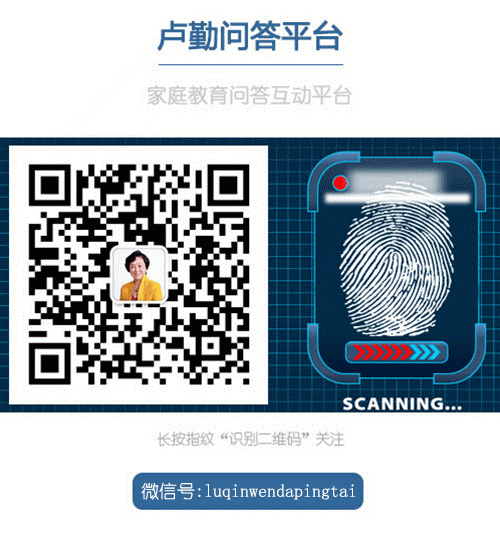 卢勤问答平台
家庭教育问答互动平台
SCANNING...
长按指纹“识别二维码”关注
微信号:luqinwendapingtai